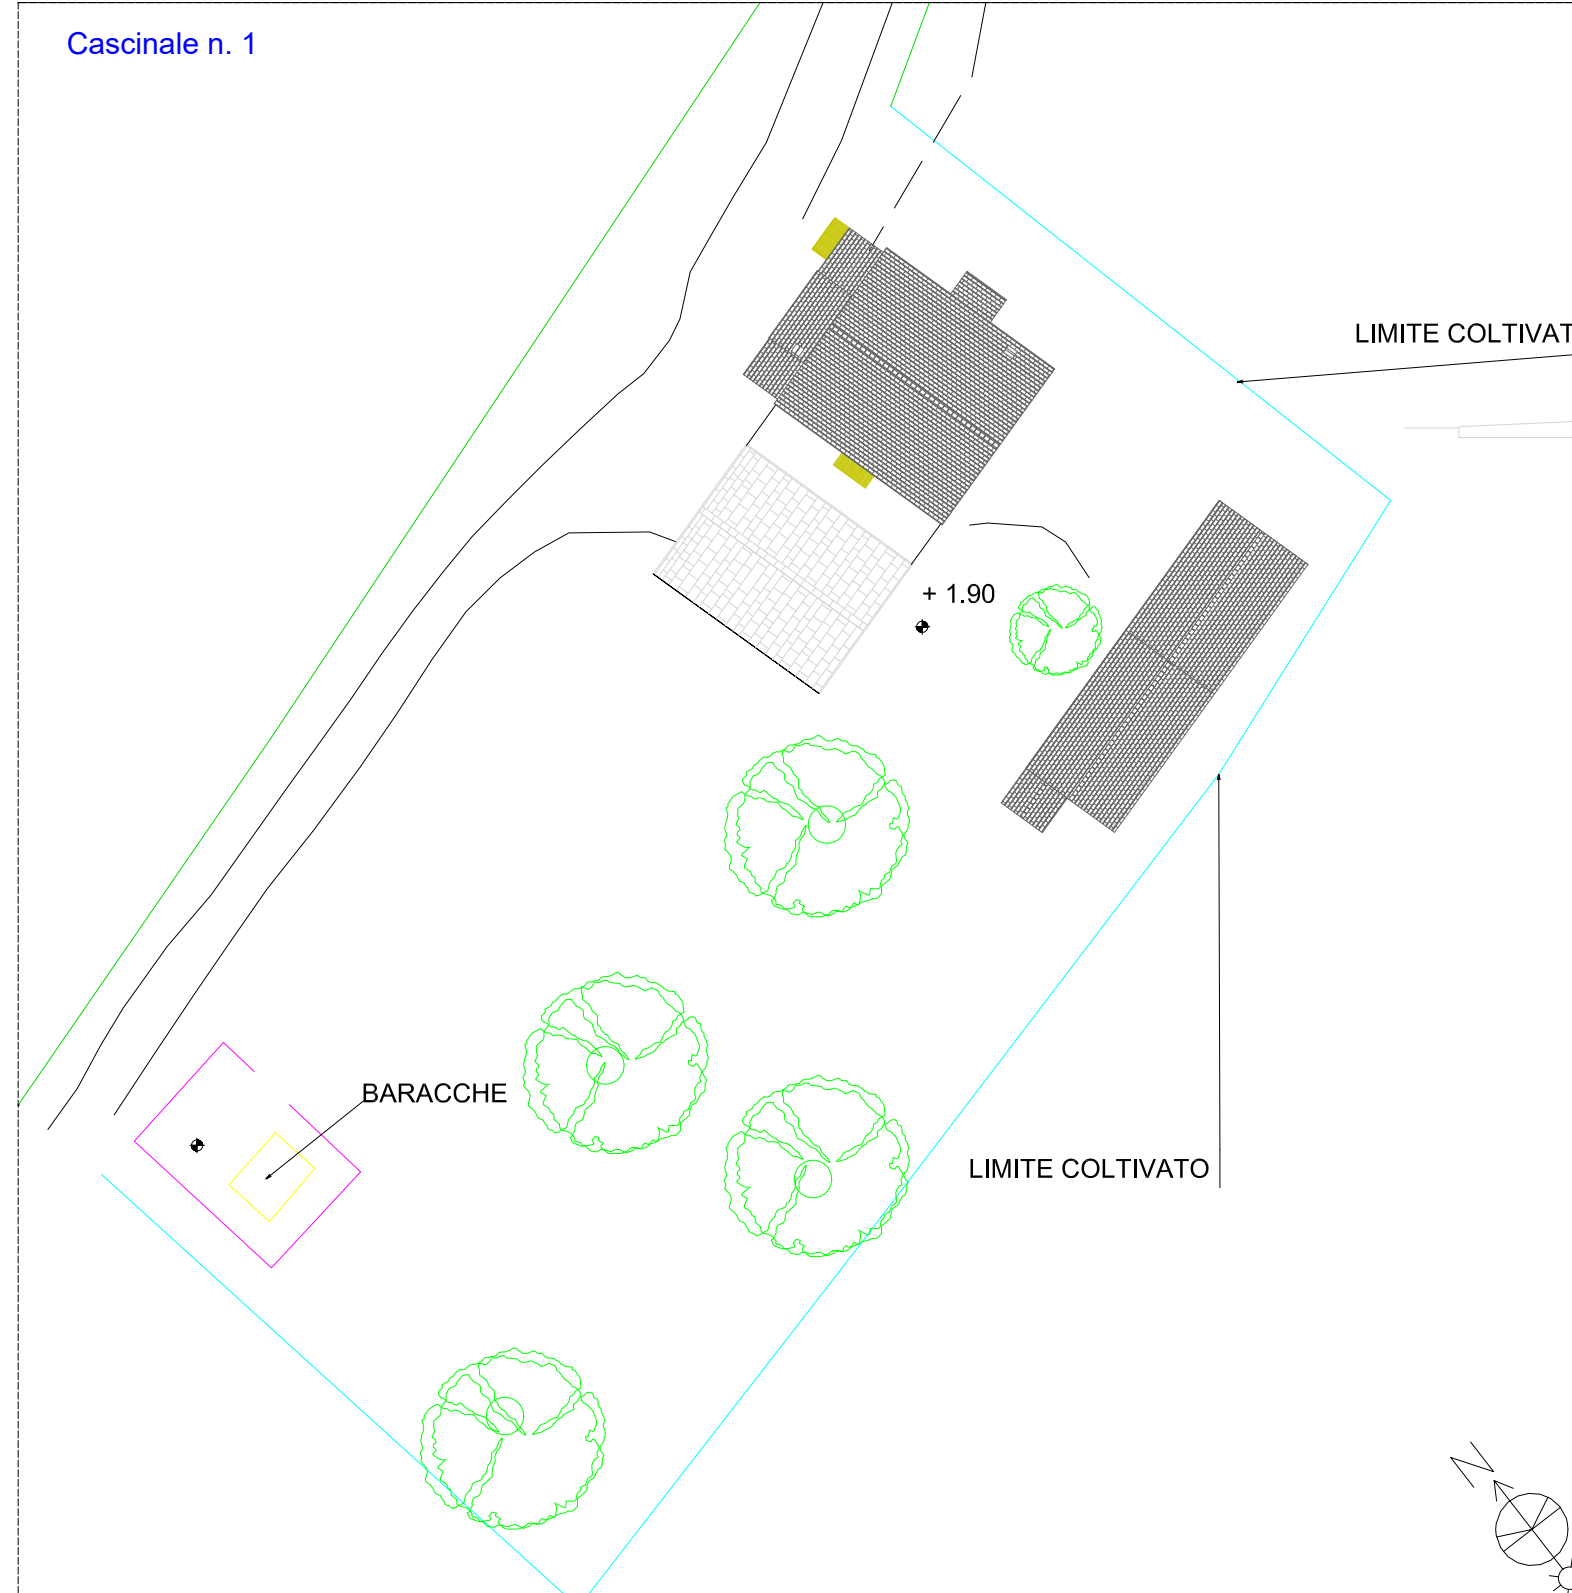 Cascinale n. 1
LIMITE COLTIVAT
+ 1.90
BARACCHE
LIMITE COLTIVATO
N